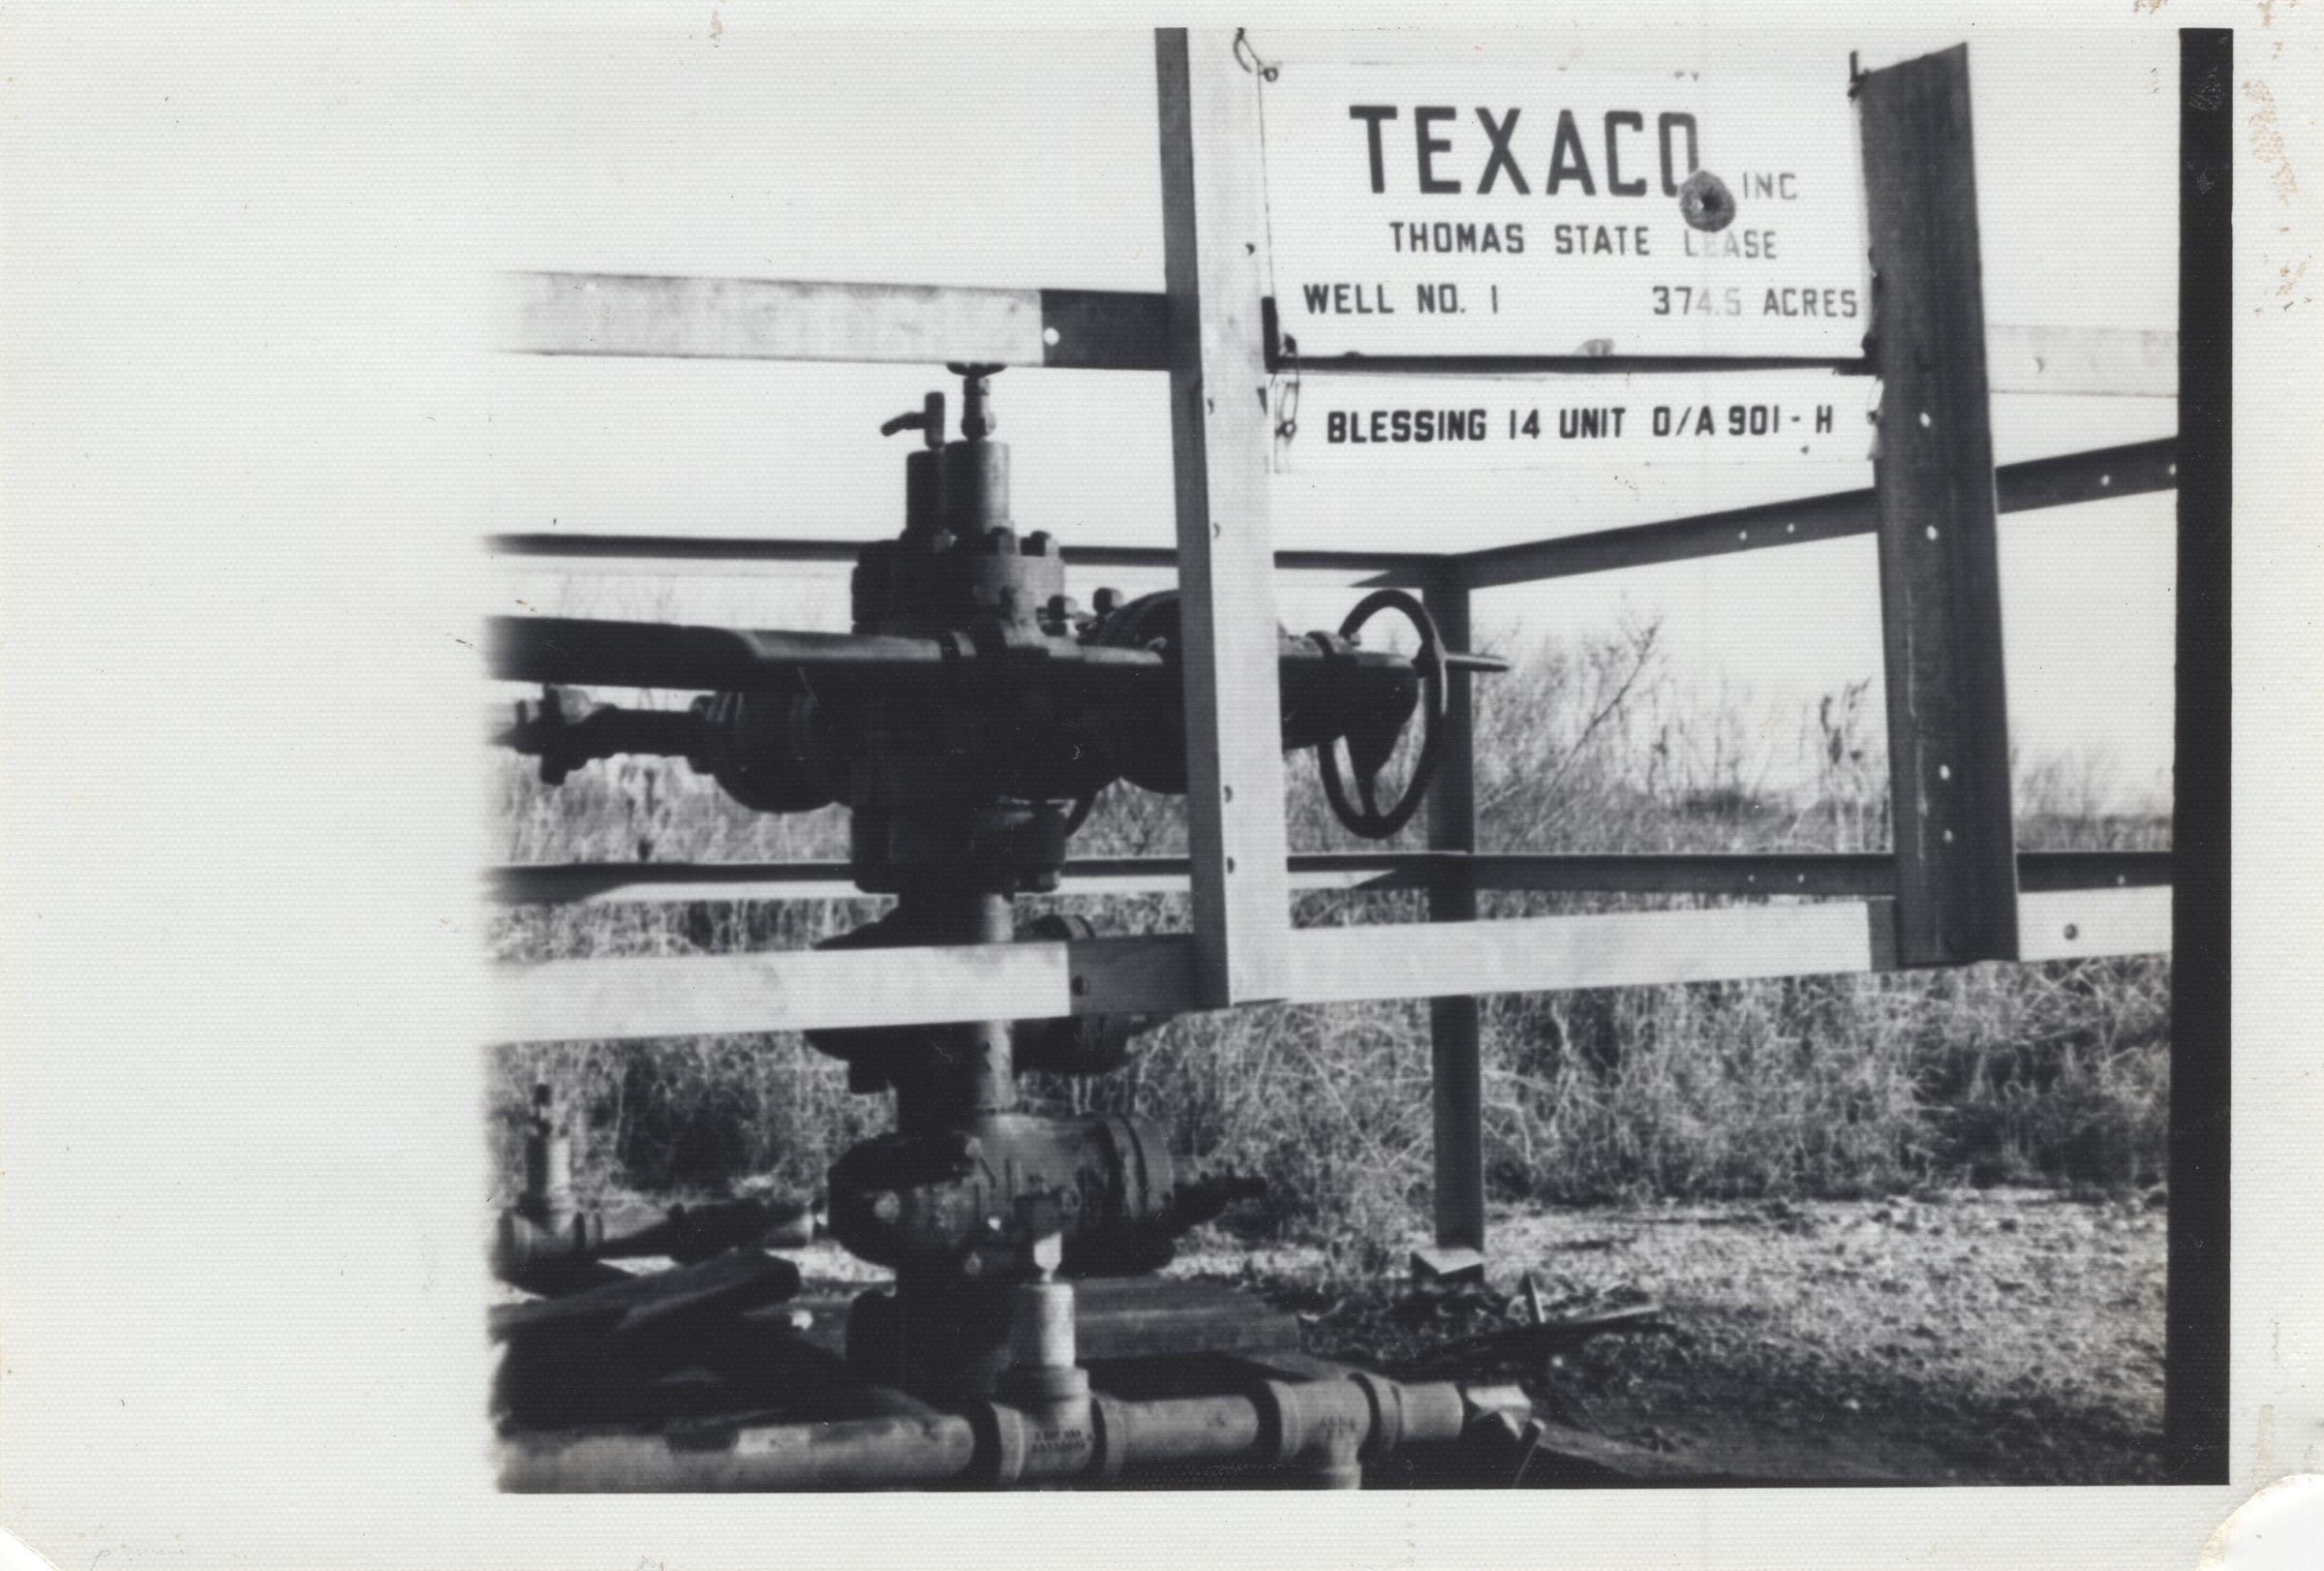 TEXACO INC
THOMAS STATE LEASE
WELL NO. 1 374.5 ACRES
BLESSING 14 UNIT O/A 901-H